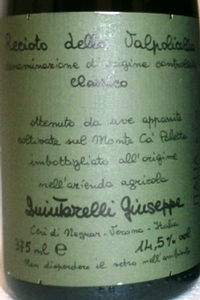 Recioto della Valpolicella
denominazione di origine controllata
classico
ottenuto da uve appassite
coltivate sul Monte Ca' Paletta
imbottigliato all'origine
nell'azienda agricola
Quintarelli Giuseppe
Cerè di Negrar - Verona - Italia
375 ml e 14,5% vol
Non disperdere il vetro nell'ambiente